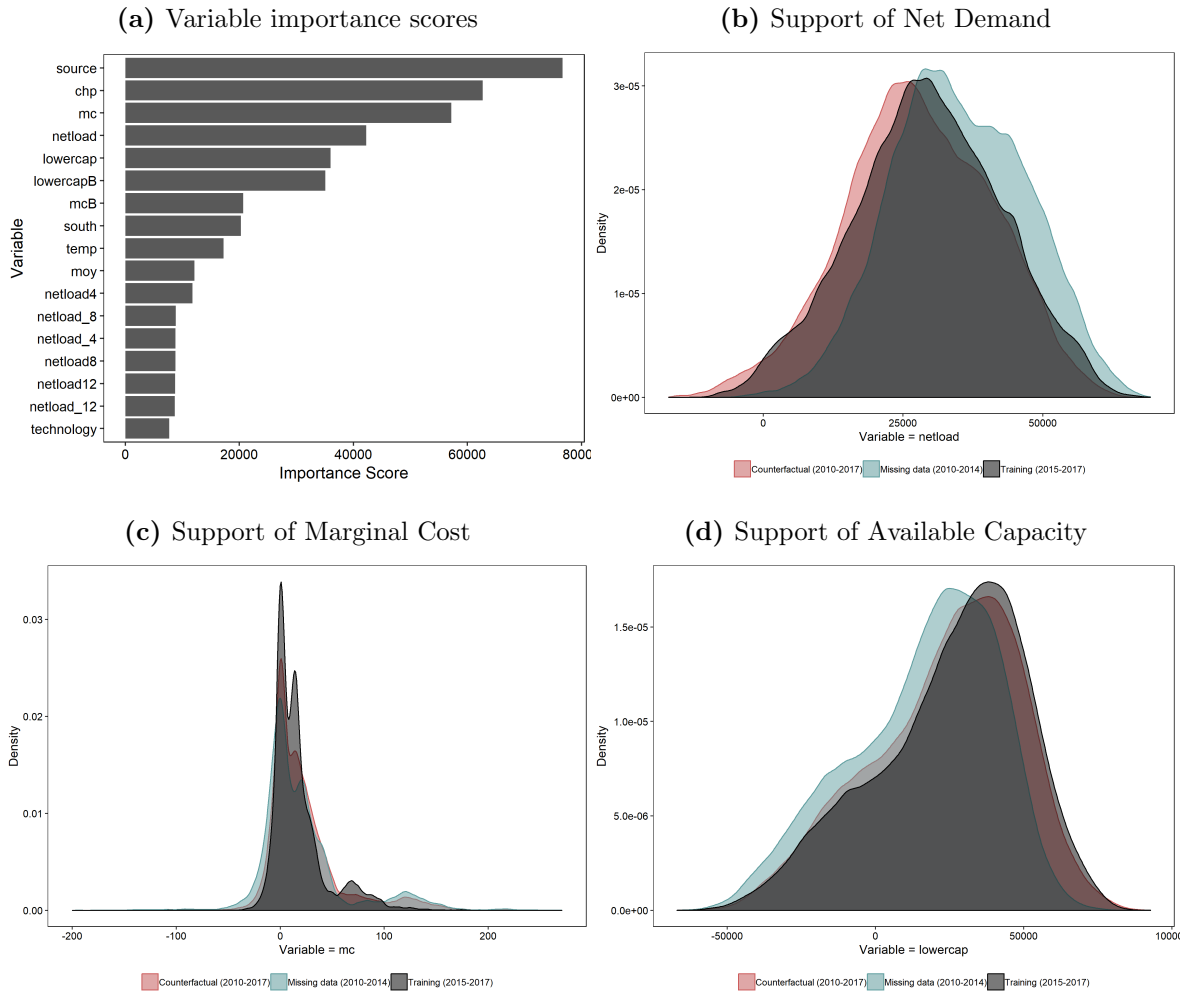 (a) Variable importance scores
source
chp
mc
netload
lowercap
lowercapB
mcB
south
temp
moy
netload4
netload_8
netload_4
netload8
netload12
netload_12
technology
Variable
0 20000 40000 60000 80000
Importance Score
(b) Support of Net Demand
3e-05
2e-05
1e-05
0e+00
Density
0 25000 50000
Variable = netload
Counterfactual (2010-2017) Missing data (2010-2014) Training (2015-2017)
(c) Support of Marginal Cost
0.03
0.02
0.01
0.00
Density
-200 -100 0 100 200
Variable = mc
Counterfactual (2010-2017) Missing data (2010-2014) Training (2015-2017)
(d) Support of Available Capacity
1.5e-05
1.0e-05
5.0e-06
0.0e+00
Density
-50000 0 50000 100000
Variable = lowercap
Counterfactual (2010-2017) Missing data (2010-2014) Training (2015-2017)